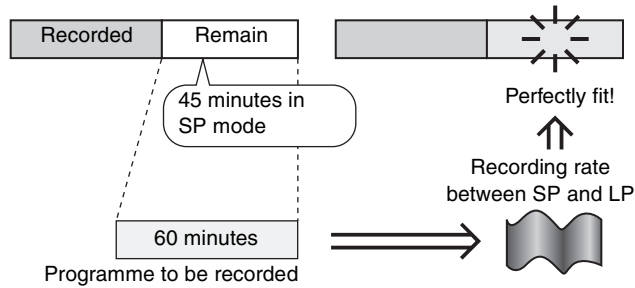 Recorded
Remain
45 minutes in
SP mode
Perfectly fit!
Recording rate
between SP and LP
60 minutes
Programme to be recorded